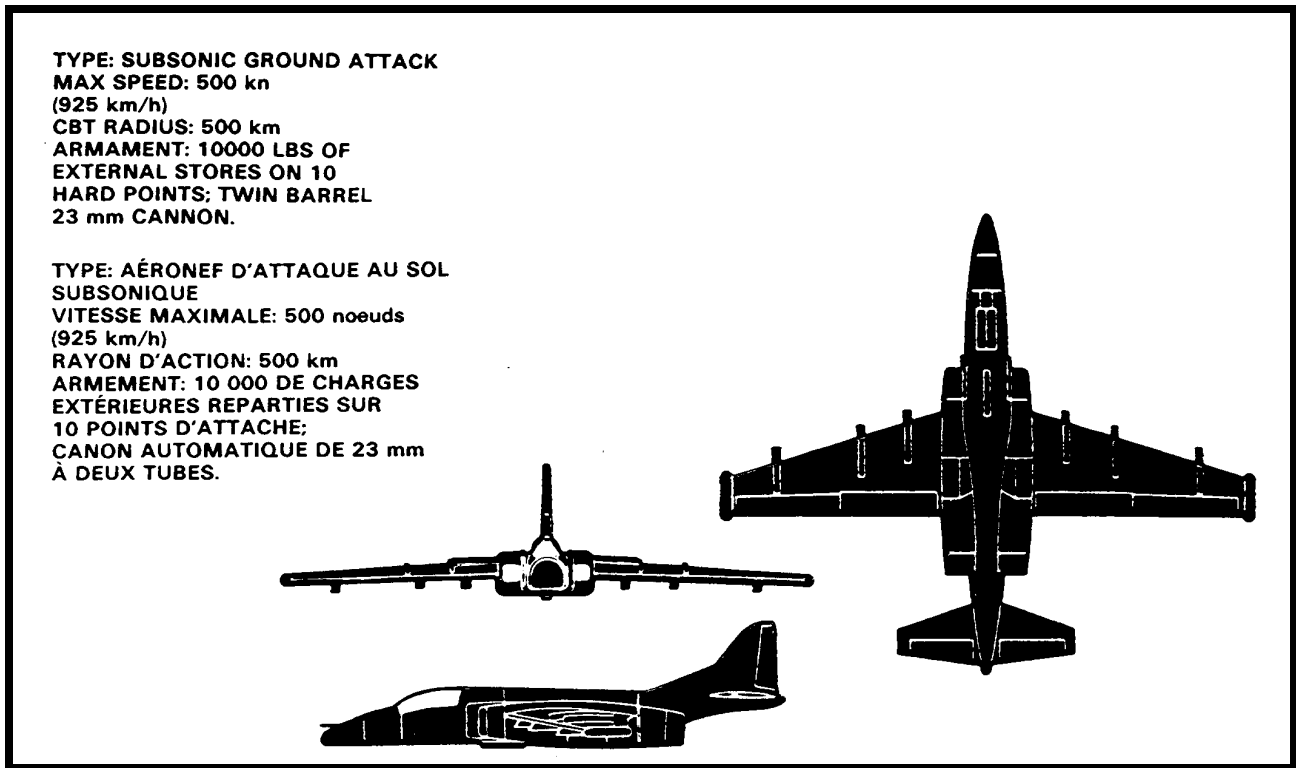 TYPE: SUBSONIC GROUND ATTACK
MAX SPEED: 500 kn
(925 km/h)
CBT RADIUS: 500 km
ARMAMENT: 10000 LBS OF
EXTERNAL STORES ON 10
HARD POINTS; TWIN BARREL
23 mm CANNON.
TYPE: AÉRONEF D'ATTAQUE AU SOL
SUBSONIQUE
VITESSE MAXIMALE: 500 noeuds
(925 km/h)
RAYON D'ACTION: 500 km
ARMEMENT: 10 000 DE CHARGES
EXTÉRIEURES REPARTIES SUR
10 POINTS D'ATTACHE;
CANON AUTOMATIQUE DE 23 mm
À DEUX TUBES.